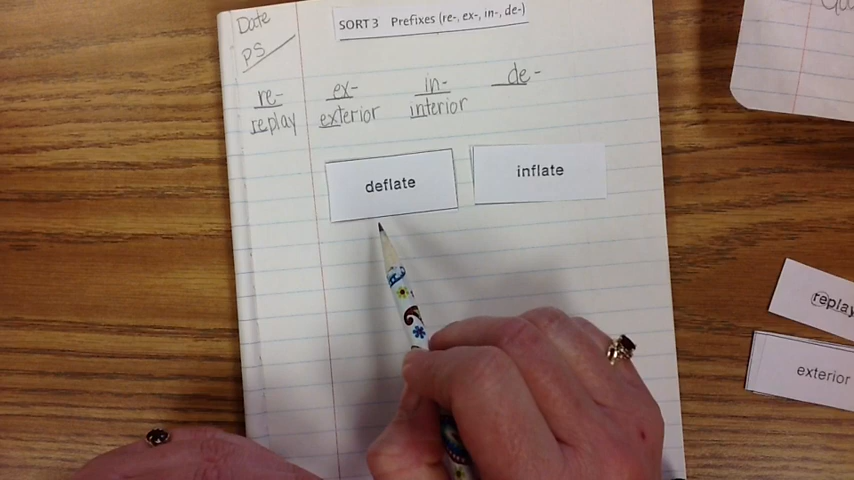 Date
PS
SORT 3 Prefixes (re-, ex-, in-, de-)
re- ex- in- de-
replay exterior interior
deflate inflate
replay
exterior